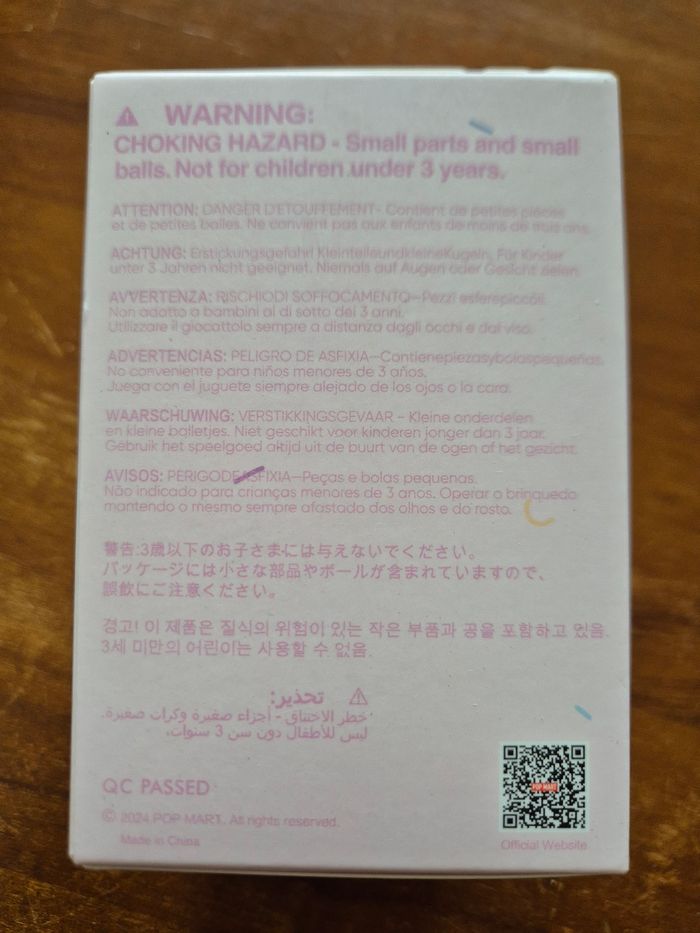 WARNING:
CHOKING HAZARD - Small parts and small
balls. Not for children under 3 years.
ATTENTION: DANGER D'ETOUFFEMENT- Contient de petites pièces
et de petites balles. Ne convient pas aux enfants de moins de trois ans.
ACHTUNG: Erstickungsgefahr! KleinteileundkleineKugeln. Für Kinder
unter 3 Jahren nicht geeignet. Niemals auf Augen oder Gesicht zielen.
AVVERTENZA: RISCHIODI SOFFOCAMENTO—Pezzi esferepiccoli.
Non adatto a bambini al di sotto dei 3 anni.
Utilizzare il giocattolo sempre a distanza dagli occhi e dal viso.
ADVERTENCIAS: PELIGRO DE ASFIXIA—Contienepiezasybolaspequeñas.
No conveniente para niños menores de 3 años.
Juega con el juguete siempre alejado de los ojos o la cara.
WAARSCHUWING: VERSTIKKINGSGEVAAR - Kleine onderdelen
en kleine balletjes. Niet geschikt voor kinderen jonger dan 3 jaar.
Gebruik het speelgoed altijd uit de buurt van de ogen of het gezicht.
AVISOS: PERIGODEASFIXIA—Peças e bolas pequenas.
Não indicado para crianças menores de 3 anos. Operar o brinquedo
mantendo o mesmo sempre afastado dos olhos e do rosto.
警告:3歳以下のお子さまには与えないでください。
パッケージには小さな部品やボールが含まれていますので、
誤飲にご注意ください。
경고! 이 제품은 질식의 위험이 있는 작은 부품과 공을 포함하고 있음.
3세 미만의 어린이는 사용할 수 없음.
تحذير:
خطر الاختناق - أجزاء صغيرة وكرات صغيرة.
ليس للأطفال دون سن 3 سنوات.
QC PASSED
© 2024 POP MART. All rights reserved.
Made in China
POP MART
Official Website